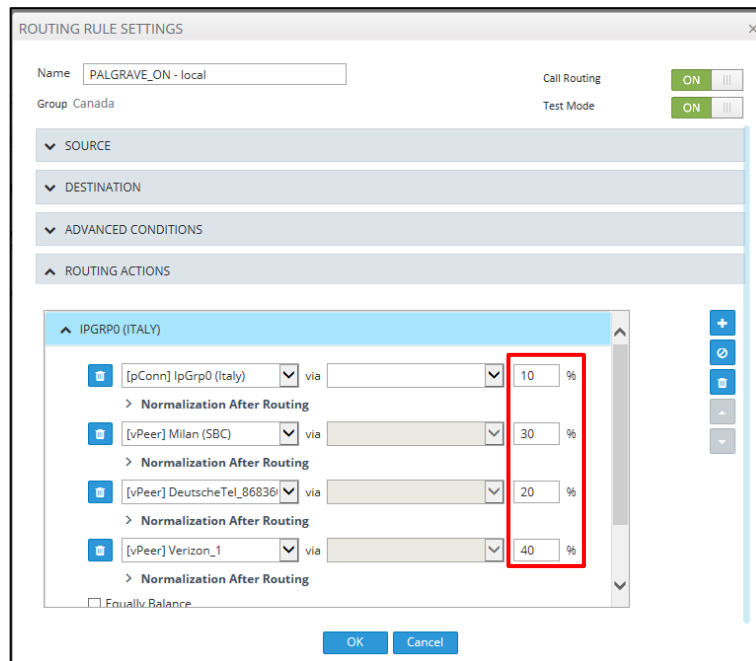 ROUTING RULE SETTINGS
Name PALGRAVE_ON - local
Call Routing ON
Group Canada
Test Mode ON
SOURCE
DESTINATION
ADVANCED CONDITIONS
ROUTING ACTIONS
IPGRP0 (ITALY)
[pConn] IpGrp0 (Italy) via 10 %
> Normalization After Routing
[vPeer] Milan (SBC) via 30 %
> Normalization After Routing
[vPeer] DeutscheTel_86836 via 20 %
> Normalization After Routing
[vPeer] Verizon_1 via 40 %
> Normalization After Routing
Equally Balance
OK Cancel